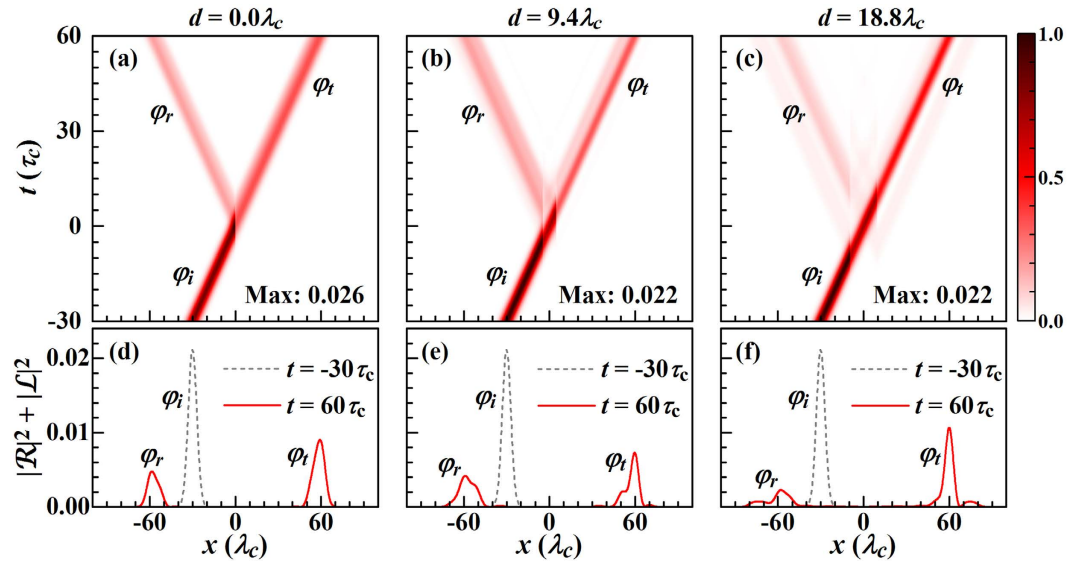 d = 0.0λc
d = 9.4λc
d = 18.8λc
60
30
0
-30
t (τc)
(a)
φr
φt
φi
Max: 0.026
(b)
φr
φt
φi
Max: 0.022
(c)
φr
φt
φi
Max: 0.022
1.0
0.5
0.0
|ℛ|² + |ℒ|²
0.02
0.01
0.00
(d)
t = -30 τc
t = 60 τc
φi
φr
φt
(e)
t = -30 τc
t = 60 τc
φi
φr
φt
(f)
t = -30 τc
t = 60 τc
φi
φr
φt
-60 0 60
-60 0 60
-60 0 60
x (λc)
x (λc)
x (λc)